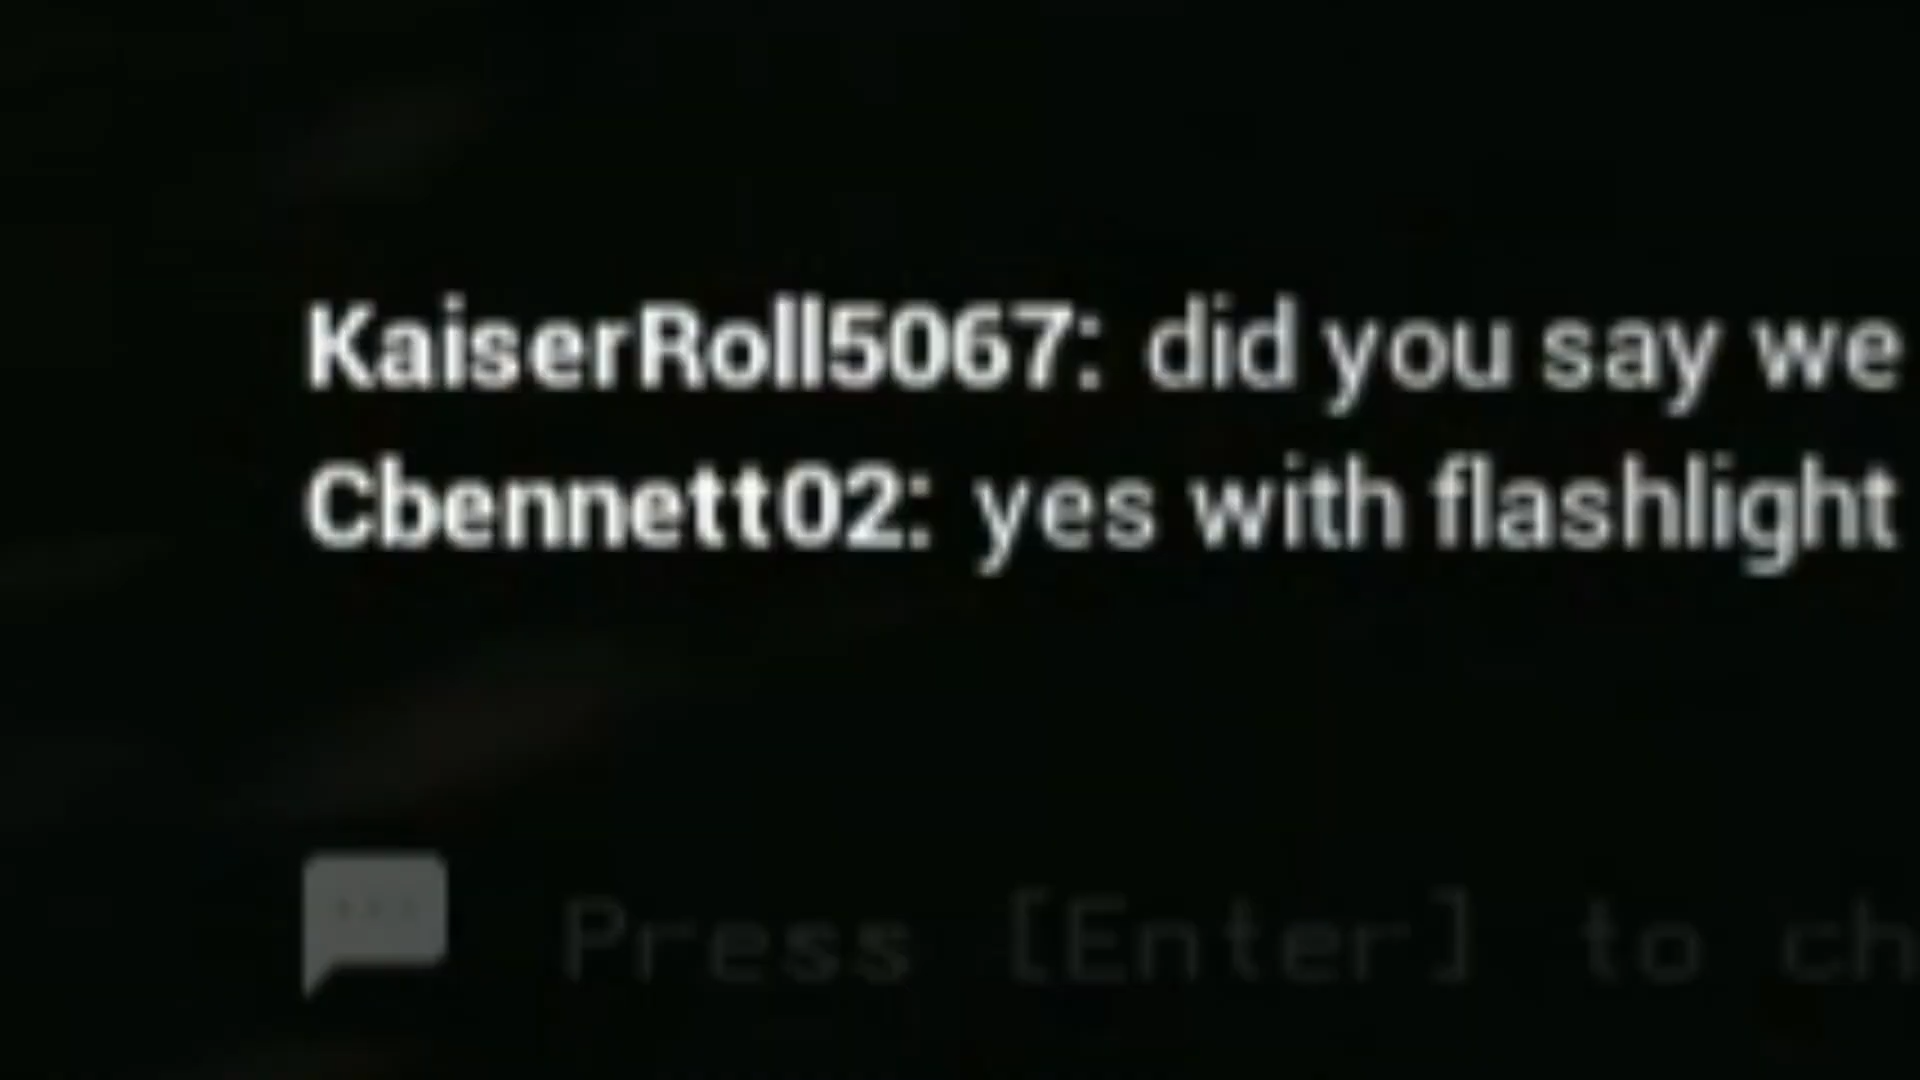 KaiserRoll5067: did you say we
Cbennett02: yes with flashlight
Press [Enter] to ch